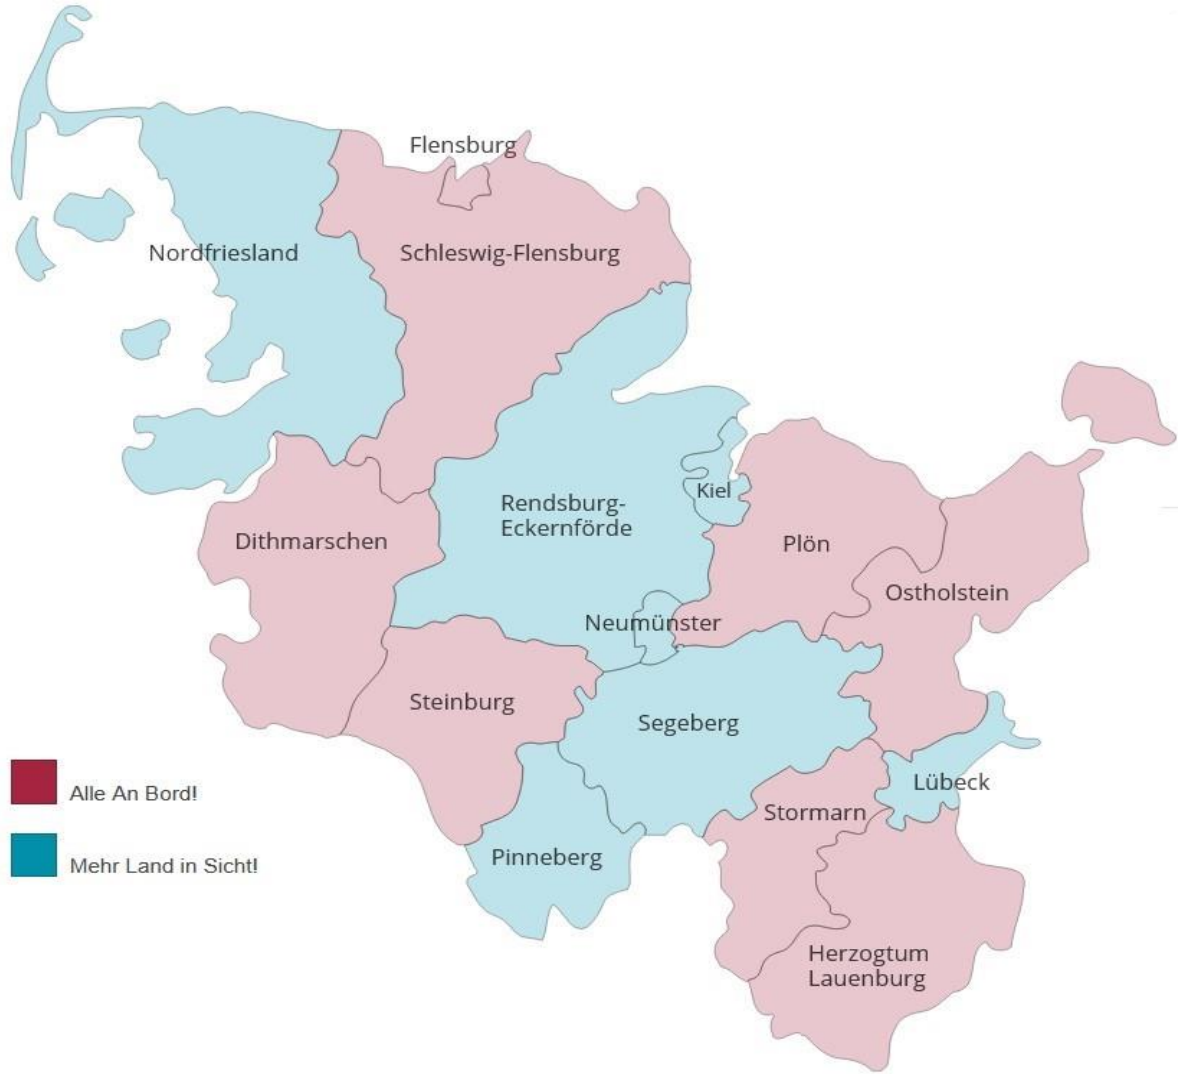 Flensburg
Nordfriesland
Schleswig-Flensburg
Rendsburg-
Eckernförde
Kiel
Dithmarschen
Plön
Ostholstein
Neumünster
Steinburg
Segeberg
Lübeck
Alle An Bord!
Stormarn
Pinneberg
Mehr Land in Sicht!
Herzogtum
Lauenburg